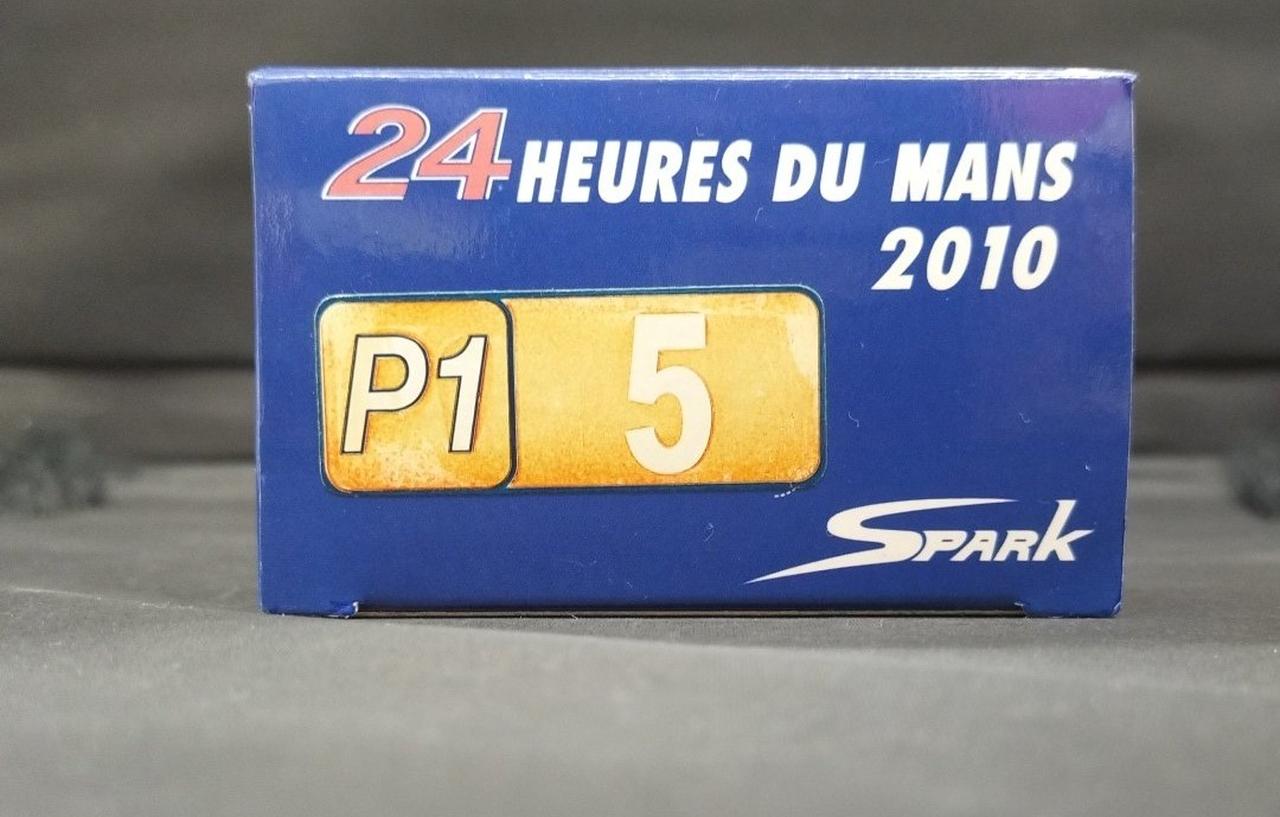 24 HEURES DU MANS
2010
P1 5
SPARK